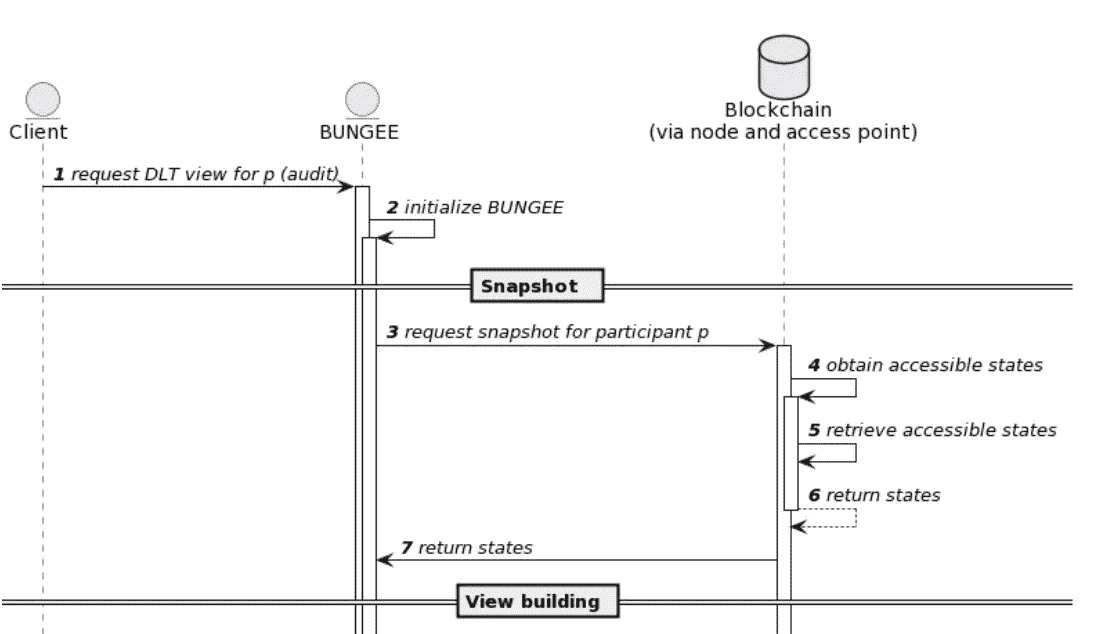 Client
BUNGEE
Blockchain
(via node and access point)
1 request DLT view for p (audit)
2 initialize BUNGEE
Snapshot
3 request snapshot for participant p
4 obtain accessible states
5 retrieve accessible states
6 return states
7 return states
View building